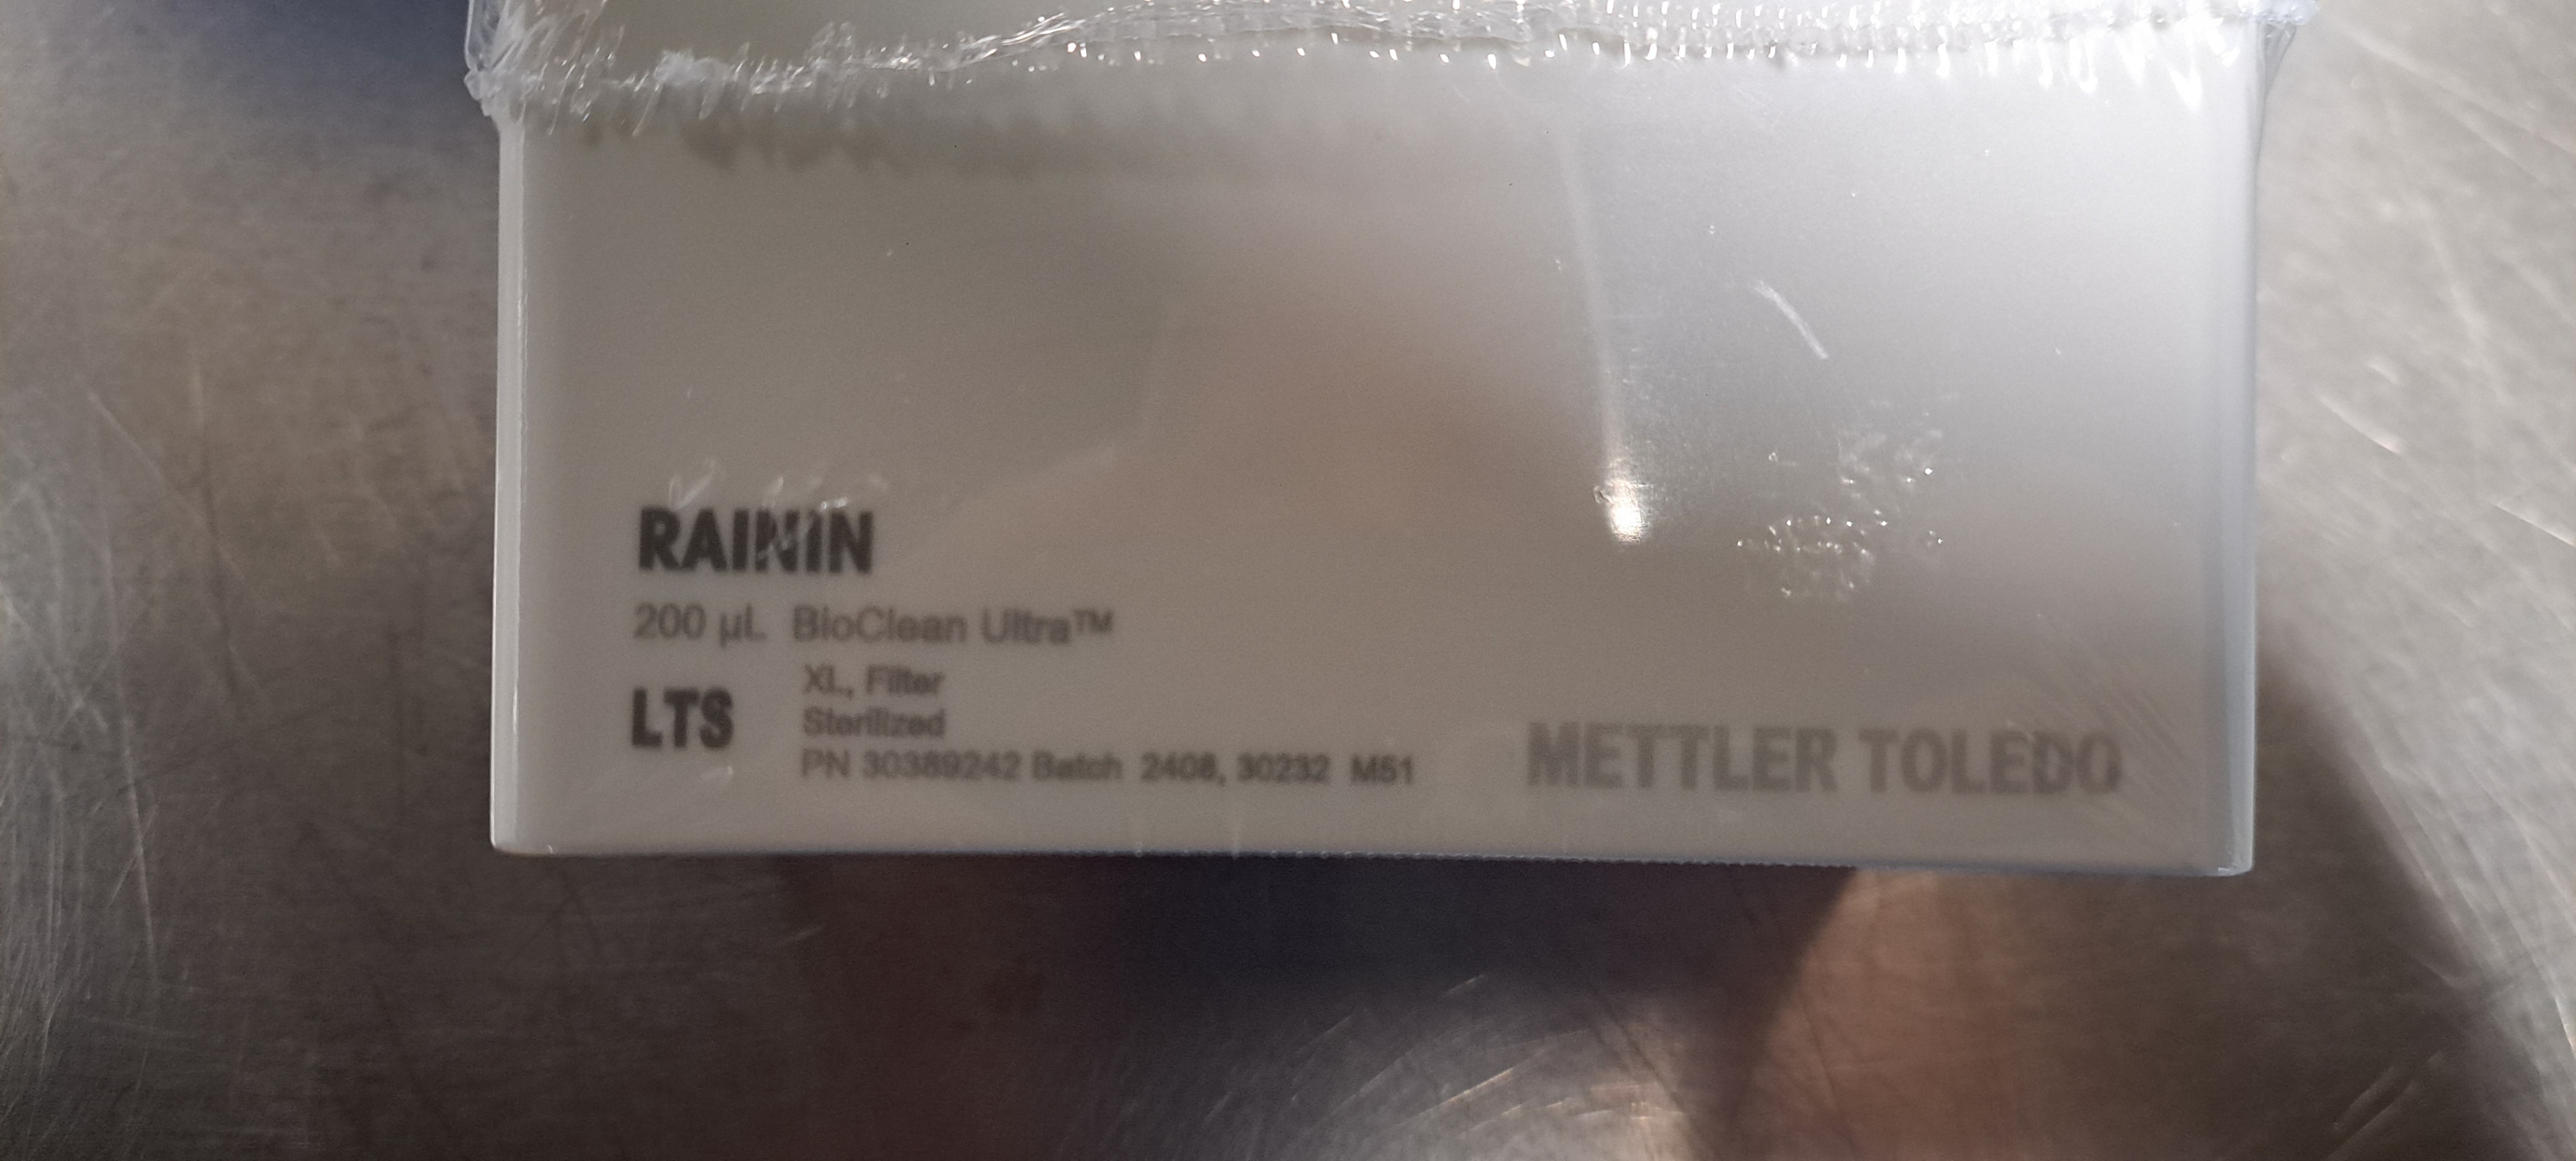 RAININ
200 µL BioClean Ultra™
XL, Filter
LTS
Sterilized
PN 30389242 Batch 2408, 30232 M51
METTLER TOLEDO